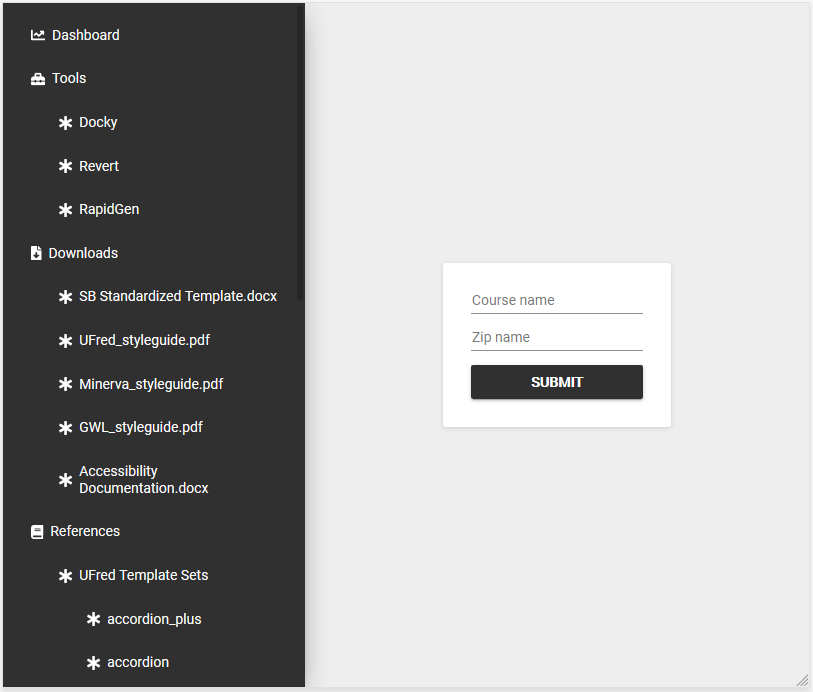 Dashboard
Tools
Docky
Revert
RapidGen
Downloads
SB Standardized Template.docx
UFred_styleguide.pdf
Minerva_styleguide.pdf
GWL_styleguide.pdf
Accessibility
Documentation.docx
References
UFred Template Sets
accordion_plus
accordion
Course name
Zip name
SUBMIT